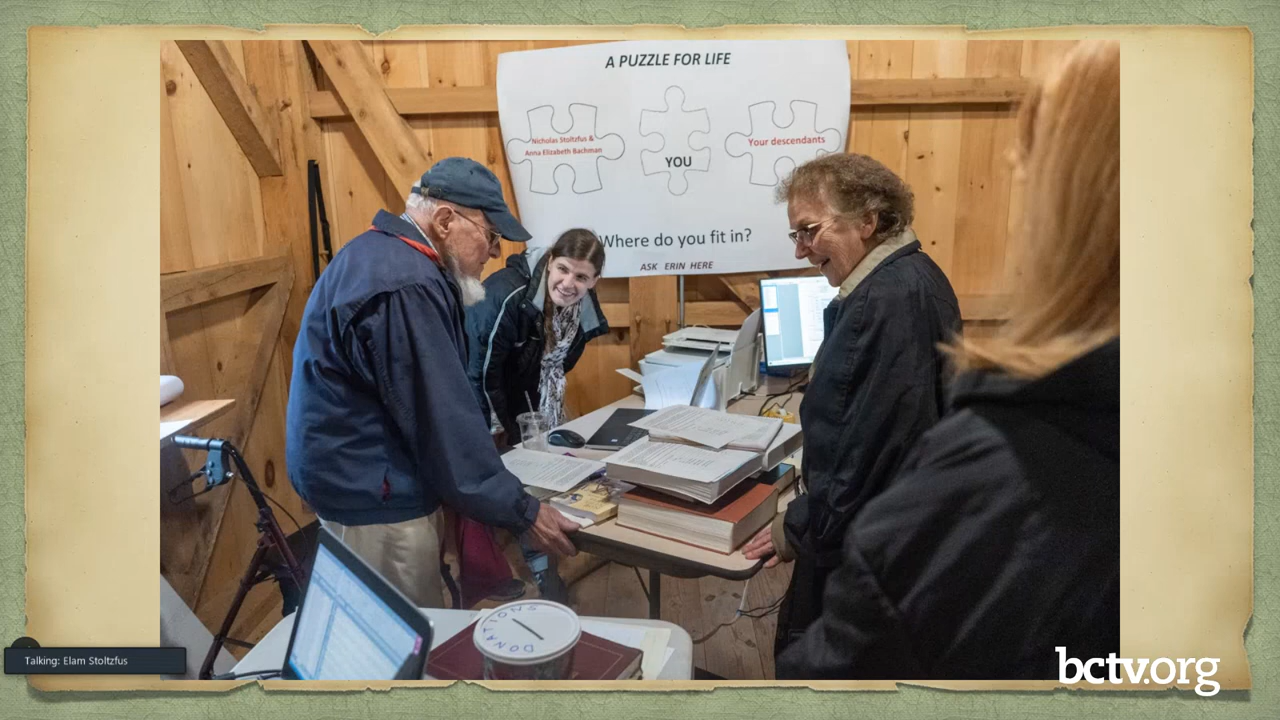 A PUZZLE FOR LIFE
Nicholas Stoltzfus &
Anna Elizabeth Bachman
YOU
Your descendants
Where do you fit in?
ASK ERIN HERE
DONATIONS
Talking: Elam Stoltzfus
bctv.org